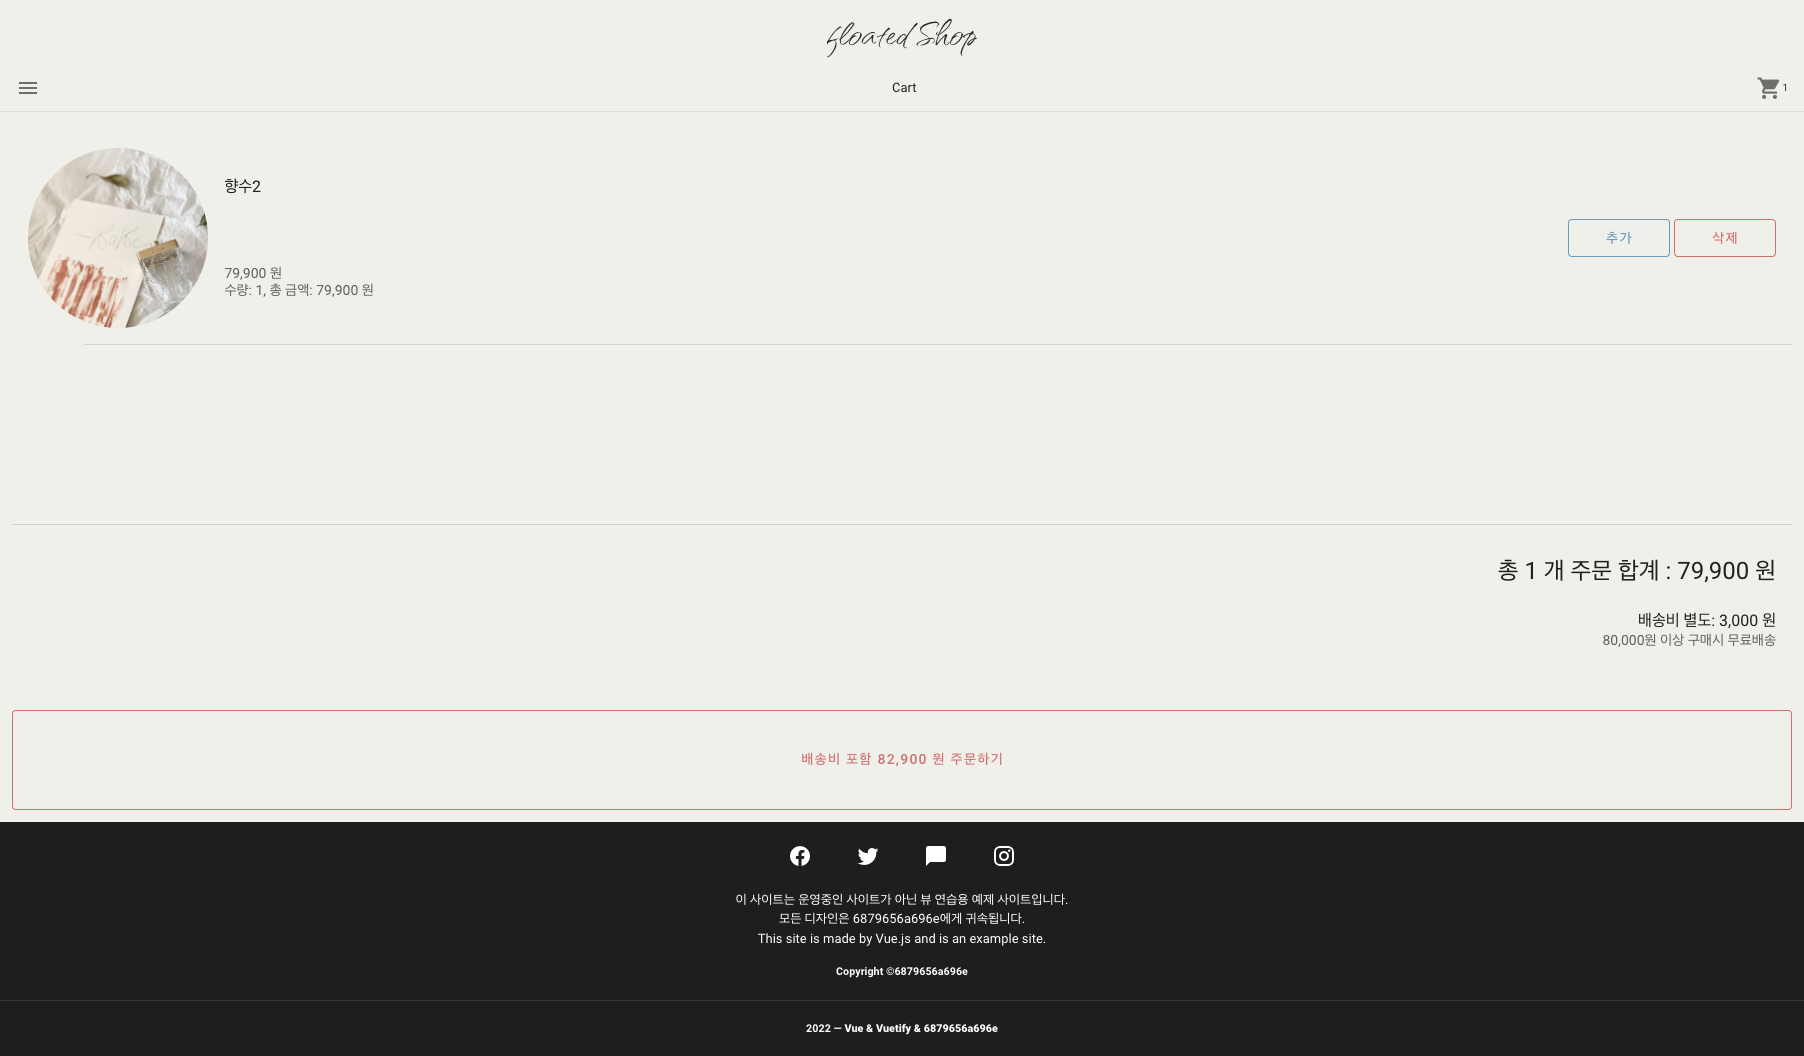 floated Shop
Cart
1
Babe
향수2
추가
삭제
79,900 원
수량: 1, 총 금액: 79,900 원
총 1 개 주문 합계 : 79,900 원
배송비 별도: 3,000 원
80,000원 이상 구매시 무료배송
배송비 포함 82,900 원 주문하기
이 사이트는 운영중인 사이트가 아닌 뷰 연습용 예제 사이트입니다.
모든 디자인은 6879656a696e에게 귀속됩니다.
This site is made by Vue.js and is an example site.
Copyright ©6879656a696e
2022 — Vue & Vuetify & 6879656a696e